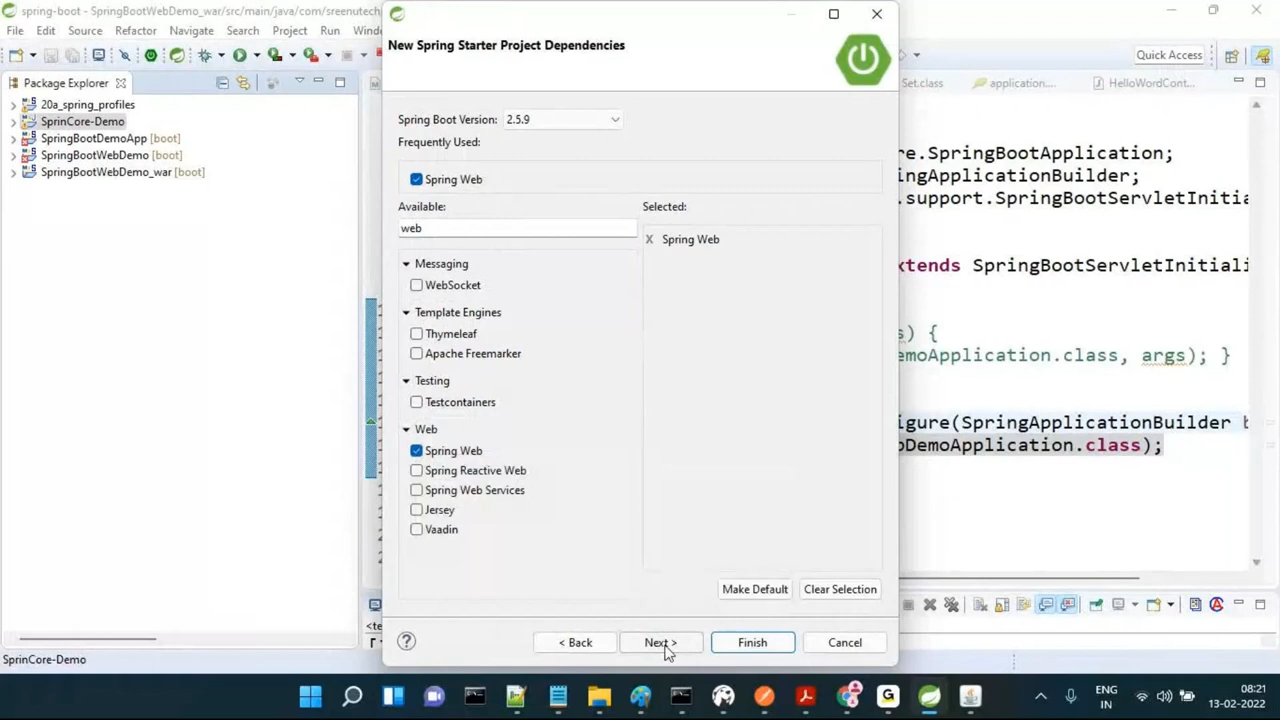 spring-boot - SpringBootWebDemo_war/src/main/java/com/sreenutech
File Edit Source Refactor Navigate Search Project Run
Quick Access
Package Explorer
20a_spring_profiles
SprinCore-Demo
SpringBootDemoApp [boot]
SpringBootWebDemo [boot]
SpringBootWebDemo_war [boot]
New Spring Starter Project Dependencies
Spring Boot Version: 2.5.9
Frequently Used:
Spring Web
Available:
web
Messaging
WebSocket
Template Engines
Thymeleaf
Apache Freemarker
Testing
Testcontainers
Web
Spring Web
Spring Reactive Web
Spring Web Services
Jersey
Vaadin
Selected:
X Spring Web
Make Default Clear Selection
< Back Next > Finish Cancel
Set.class application.... HelloWordCont...
re.SpringBootApplication;
ngApplicationBuilder;
.support.SpringBootServletInitia
xtends SpringBootServletInitiali
s) {
emoApplication.class, args); }
igure(SpringApplicationBuilder b
bDemoApplication.class);
SprinCore-Demo
ENG
IN
08:21
13-02-2022